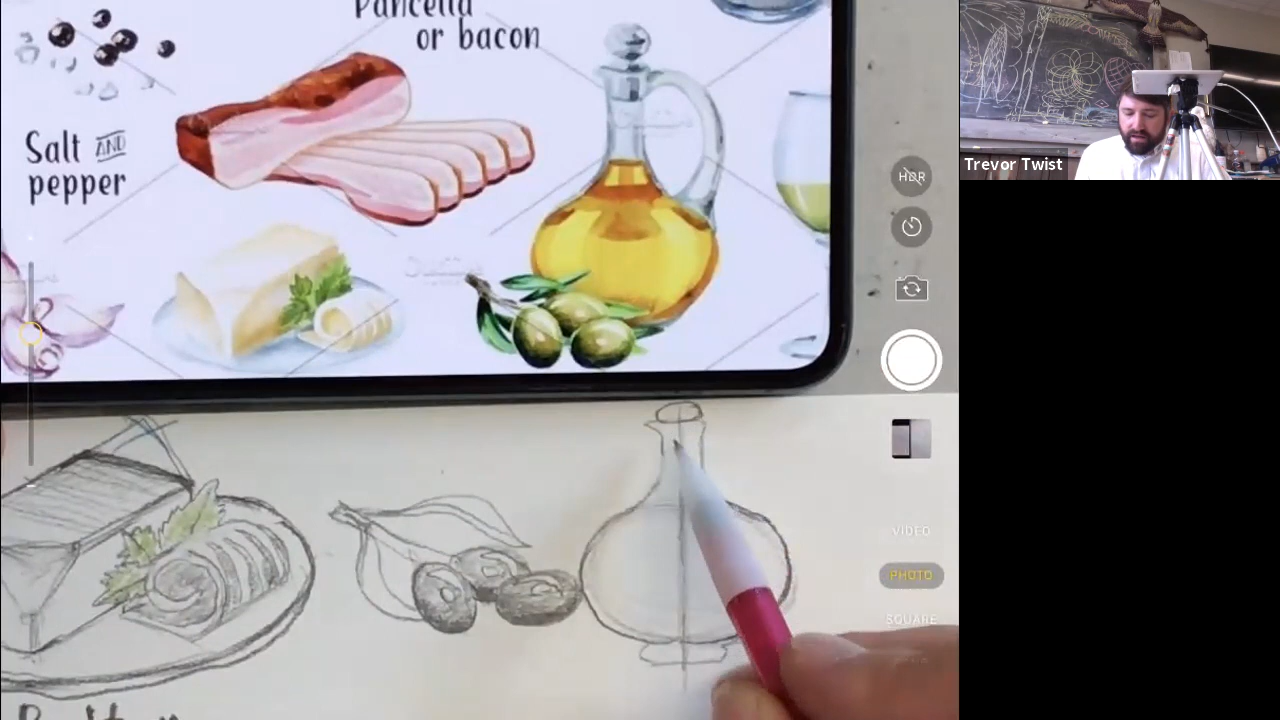 Pancetta
or bacon
Salt AND
pepper
HDR
VIDEO
PHOTO
SQUARE
Trevor Twist